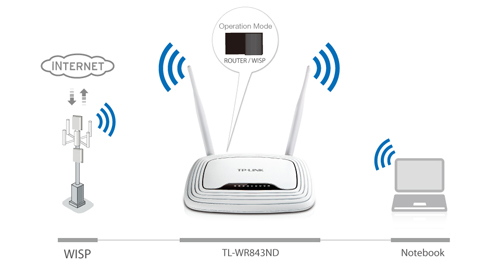 Operation Mode
ROUTER / WISP
INTERNET
TP-LINK
WISP
TL-WR843ND
Notebook